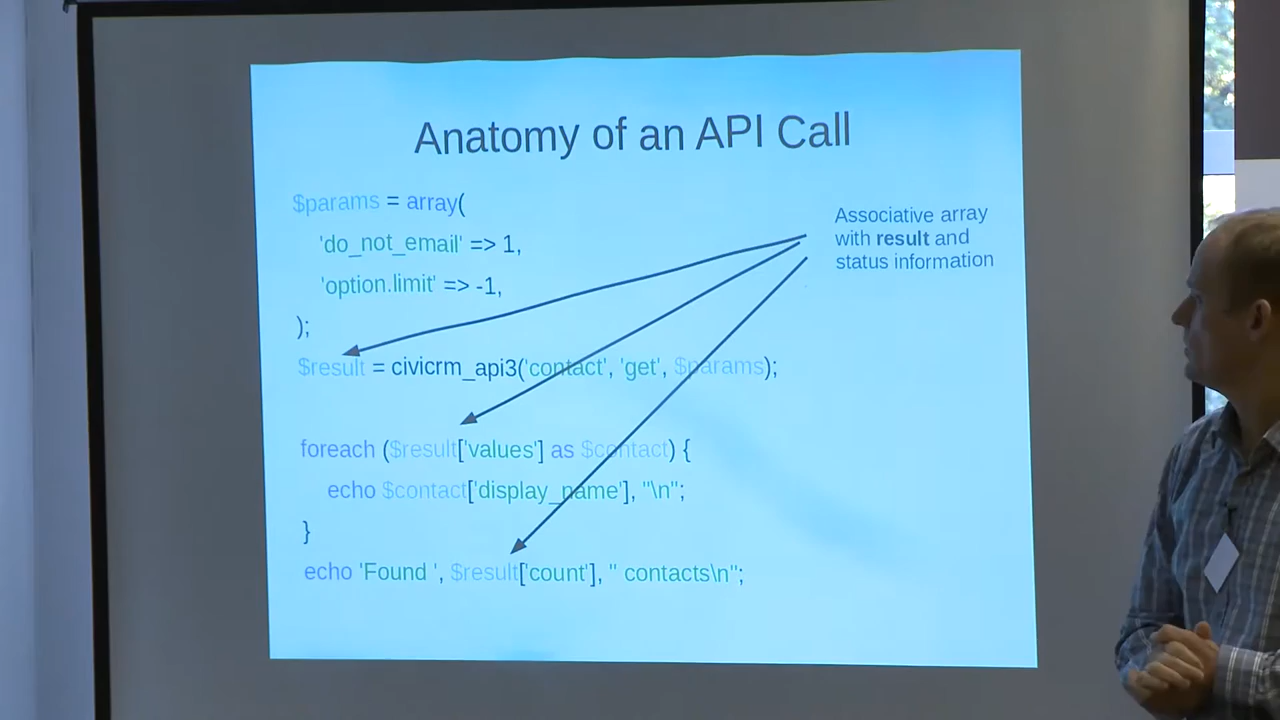 Anatomy of an API Call
$params = array(
'do_not_email' => 1,
'option.limit' => -1,
);
$result = civicrm_api3('contact', 'get', $params);
foreach ($result['values'] as $contact) {
echo $contact['display_name'], "\n";
}
echo 'Found ', $result['count'], " contacts\n";
Associative array
with result and
status information